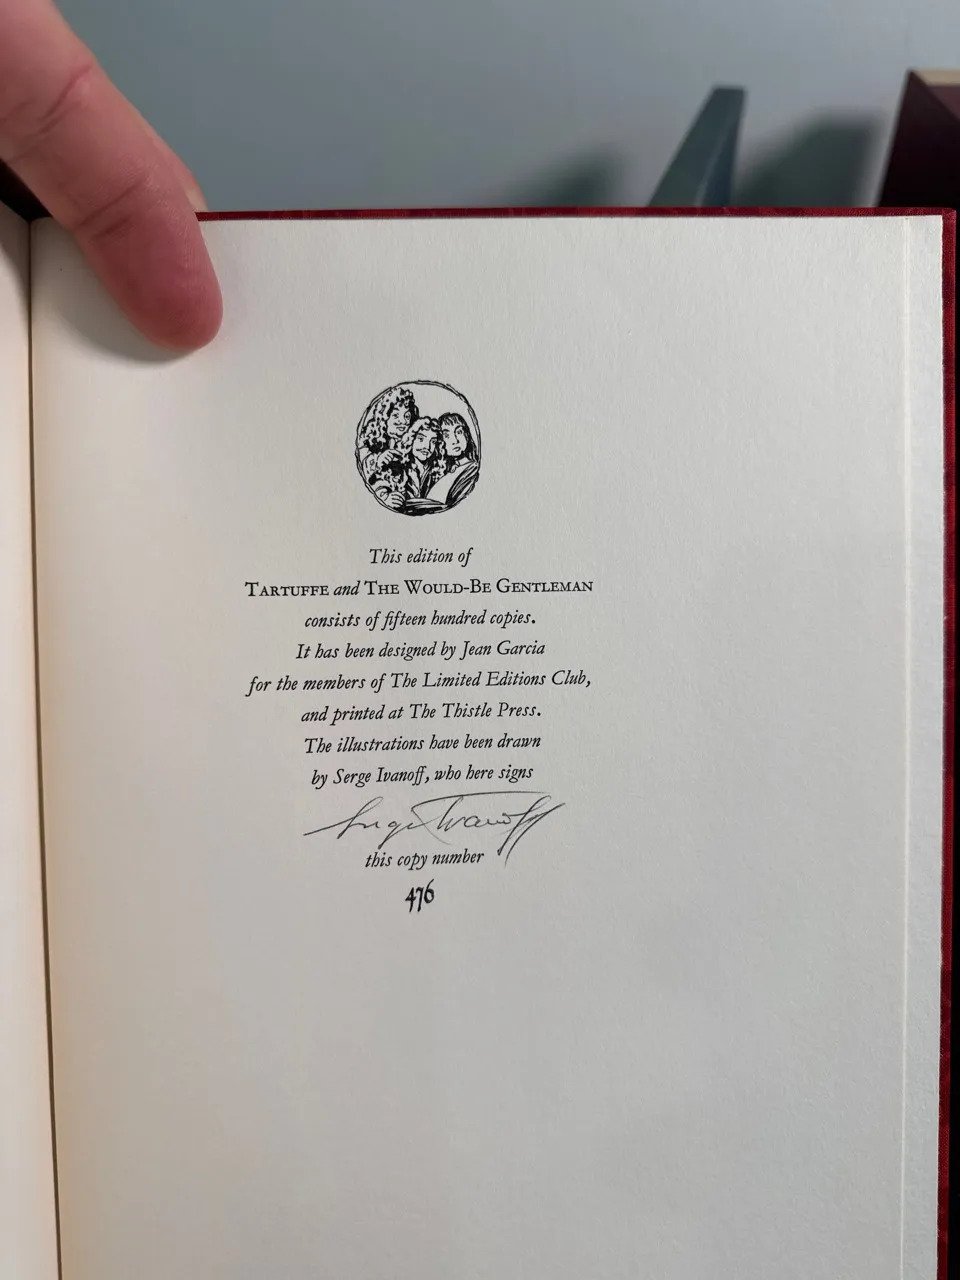 This edition of
TARTUFFE and THE WOULD-BE GENTLEMAN
consists of fifteen hundred copies.
It has been designed by Jean Garcia
for the members of The Limited Editions Club,
and printed at The Thistle Press.
The illustrations have been drawn
by Serge Ivanoff, who here signs
Serge Ivanoff
this copy number
476